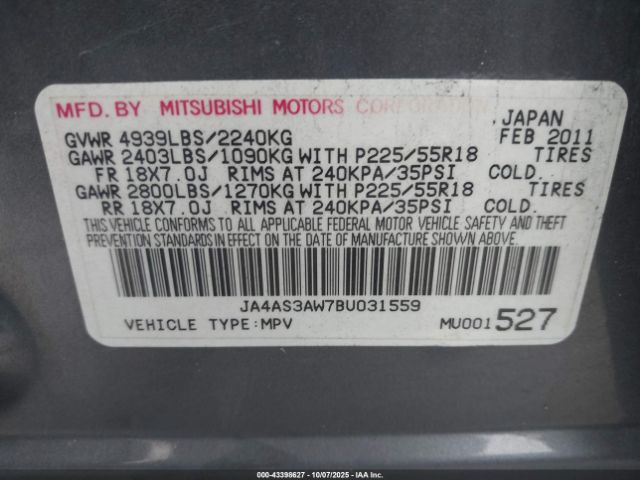 MFD. BY MITSUBISHI MOTORS CORPORATION
JAPAN
GVWR 4939LBS/2240KG FEB 2011
GAWR 2403LBS/1090KG WITH P225/55R18 TIRES
FR 18X7.0J RIMS AT 240KPA/35PSI COLD.
GAWR 2800LBS/1270KG WITH P225/55R18 TIRES
RR 18X7.0J RIMS AT 240KPA/35PSI COLD.
THIS VEHICLE CONFORMS TO ALL APPLICABLE FEDERAL MOTOR VEHICLE SAFETY AND THEFT
PREVENTION STANDARDS IN EFFECT ON THE DATE OF MANUFACTURE SHOWN ABOVE.
JA4AS3AW7BU031559
VEHICLE TYPE:MPV MU001527
000-43398627 - 10/07/2025 - IAA Inc.